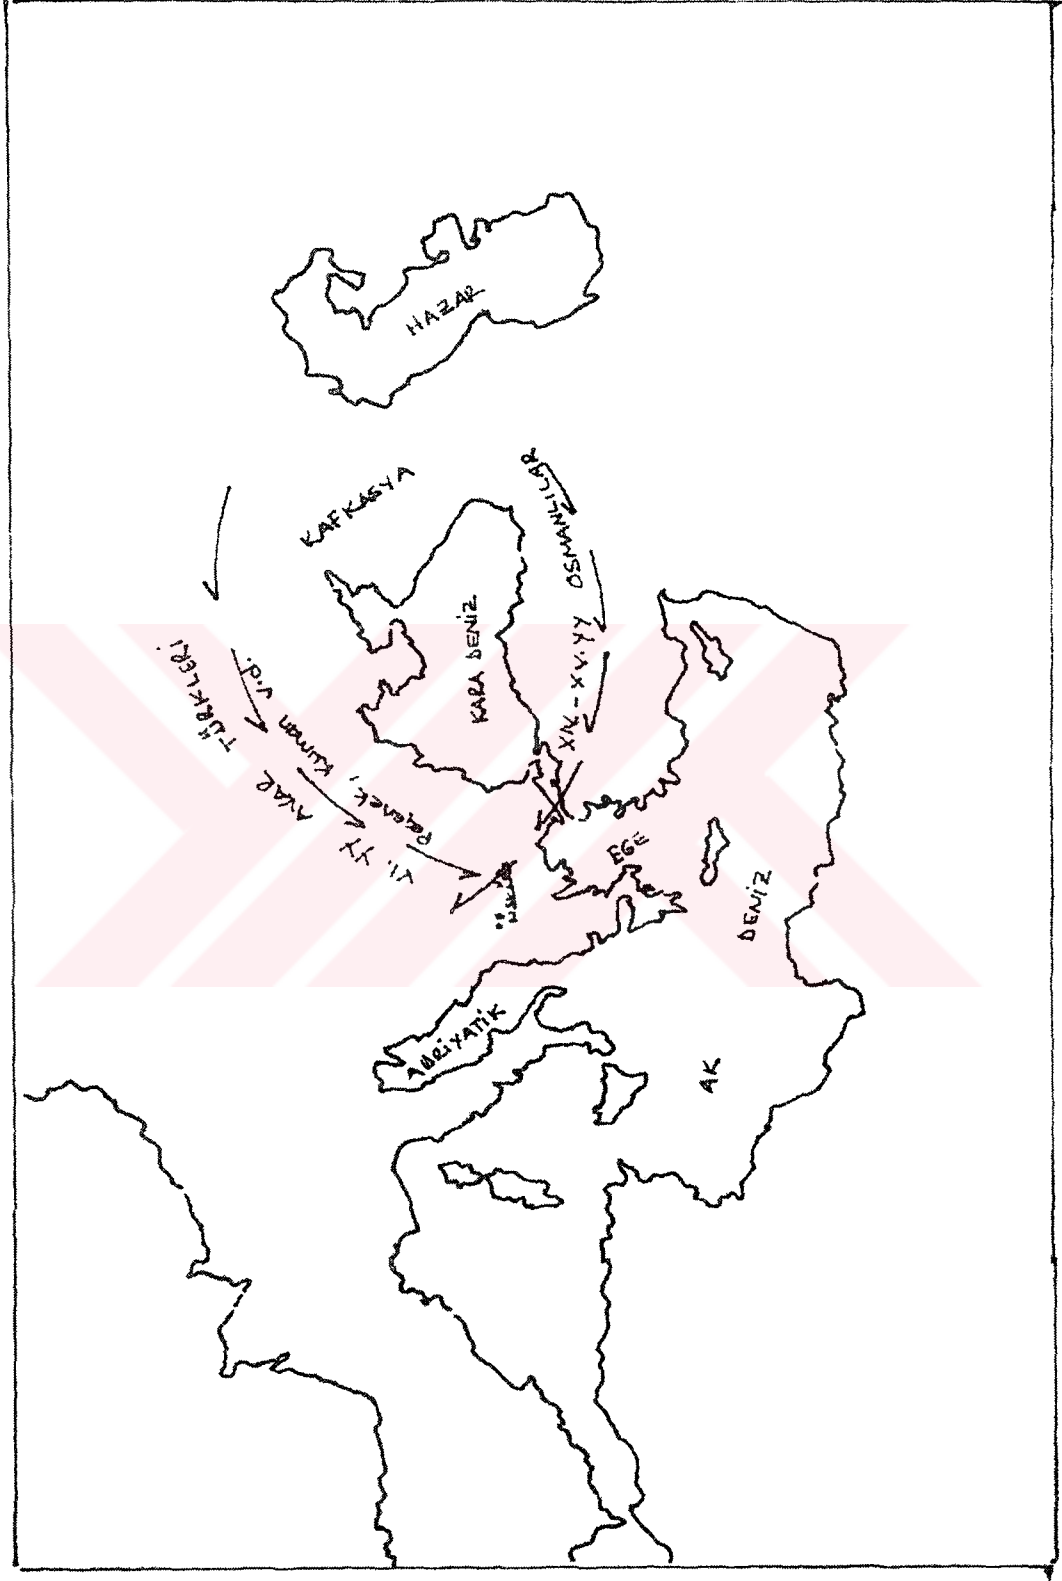 HAZAR
KAFKASYA
OSMANLILAR
XIV-XV.YY
KARA DENİZ
AVAR TÜRKLERİ
VI. YY
Peçenek, Kuman v.d.
EGE
AK DENİZ
ADRİYATİK